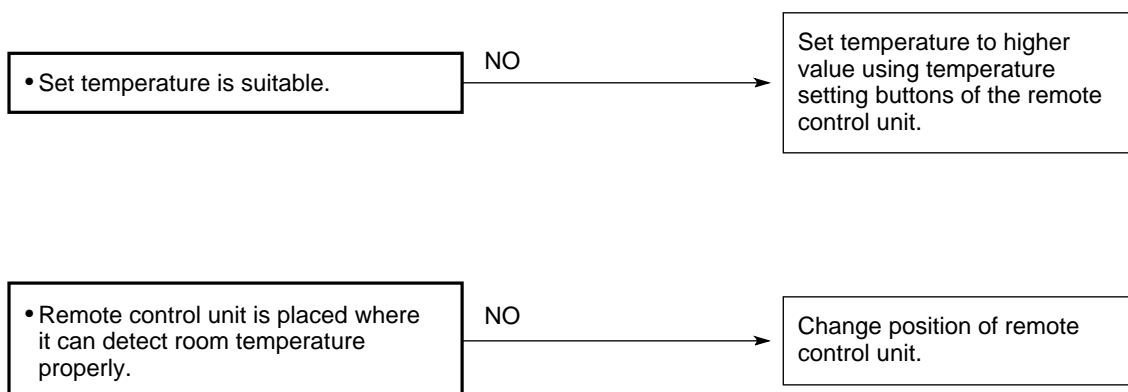 • Set temperature is suitable.
NO
Set temperature to higher
value using temperature
setting buttons of the remote
control unit.
• Remote control unit is placed where
it can detect room temperature
properly.
NO
Change position of remote
control unit.